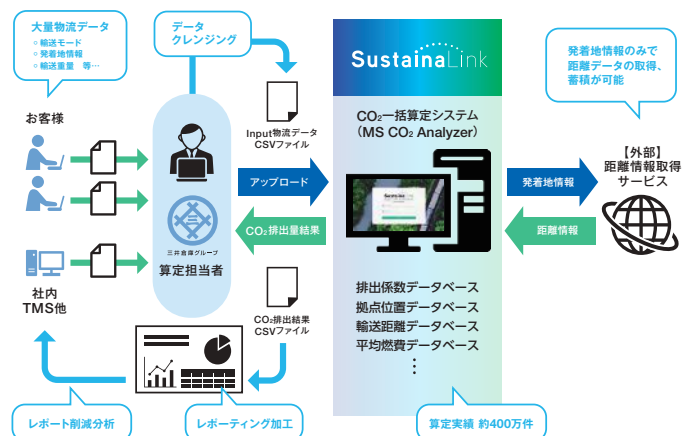 大量物流データ
○輸送モード
○発着地情報
○輸送重量　等…
データ
クレンジング
お客様
Input物流データ
CSVファイル
アップロード
CO₂排出量結果
三井倉庫グループ
算定担当者
CO₂排出結果
CSVファイル
社内
TMS他
レポート削減分析
レポーティング加工
SustainaLink
CO₂一括算定システム
（MS CO₂ Analyzer）
SustainaLink
排出係数データベース
拠点位置データベース
輸送距離データベース
平均燃費データベース
⋮
算定実績 約400万件
発着地情報のみで
距離データの取得、
蓄積が可能
発着地情報
距離情報
【外部】
距離情報取得
サービス